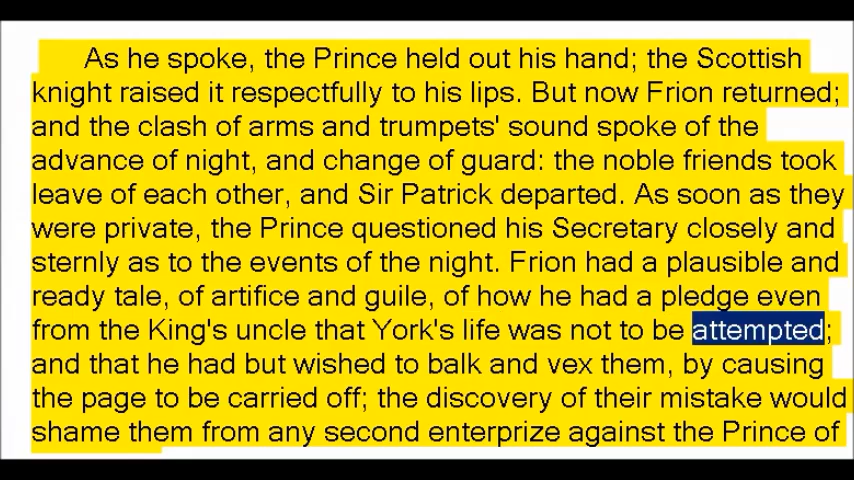 As he spoke, the Prince held out his hand; the Scottish
knight raised it respectfully to his lips. But now Frion returned;
and the clash of arms and trumpets' sound spoke of the
advance of night, and change of guard: the noble friends took
leave of each other, and Sir Patrick departed. As soon as they
were private, the Prince questioned his Secretary closely and
sternly as to the events of the night. Frion had a plausible and
ready tale, of artifice and guile, of how he had a pledge even
from the King's uncle that York's life was not to be attempted;
and that he had but wished to balk and vex them, by causing
the page to be carried off; the discovery of their mistake would
shame them from any second enterprize against the Prince of